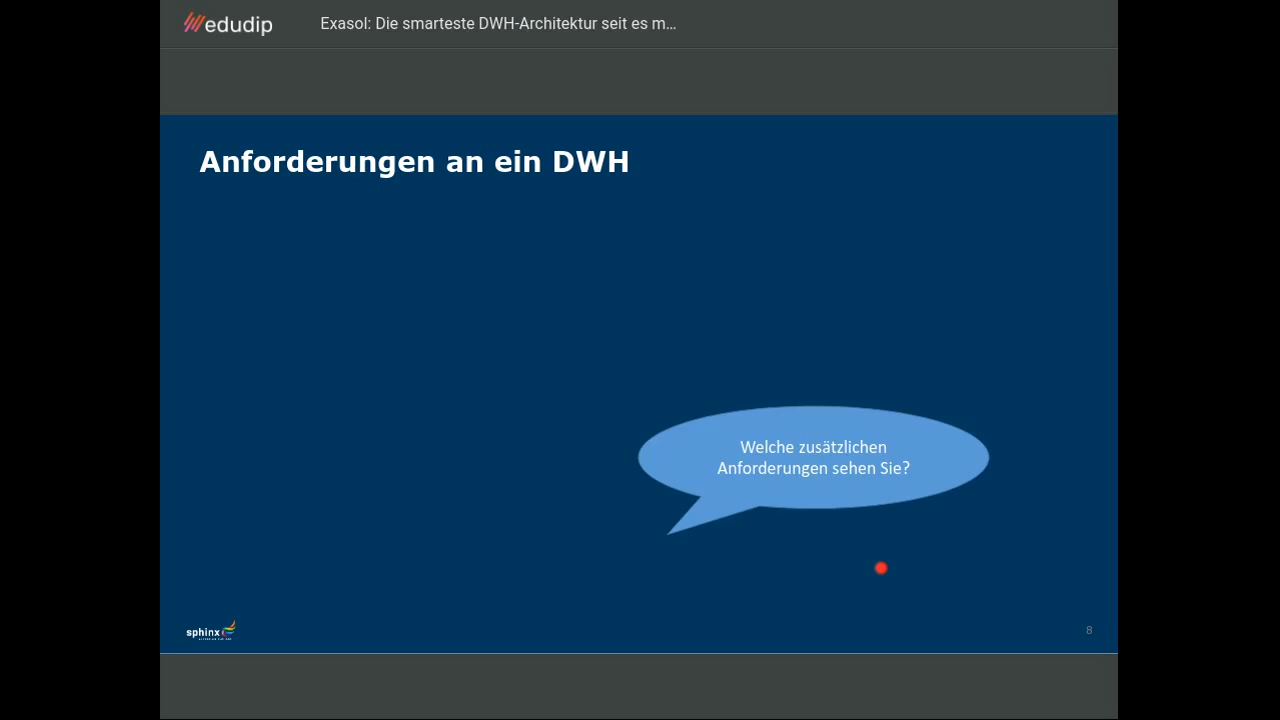 edudip
Exasol: Die smarteste DWH-Architektur seit es m...
Anforderungen an ein DWH
Welche zusätzlichen
Anforderungen sehen Sie?
sphinx
8